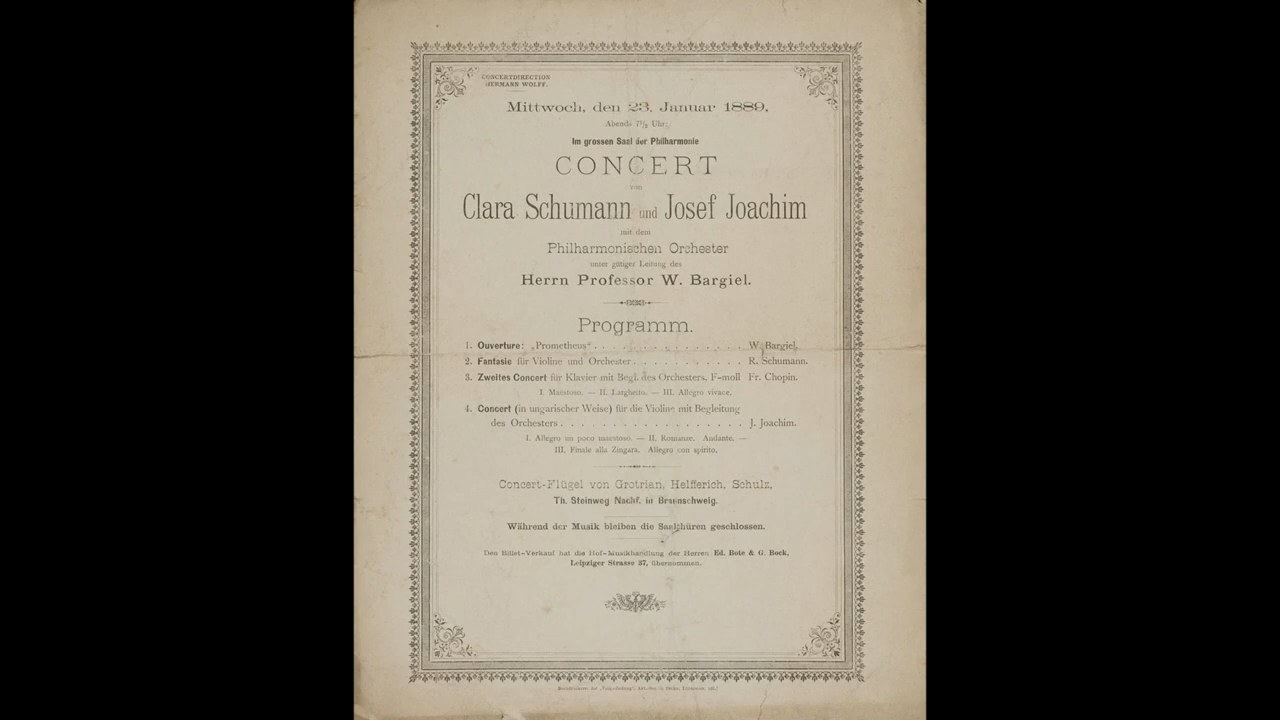 CONCERTDIRECTION
HERMANN WOLFF.
Mittwoch, den 23. Januar 1889,
Abends 7½ Uhr:
Im grossen Saal der Philharmonie
CONCERT
von
Clara Schumann und Josef Joachim
mit dem
Philharmonischen Orchester
unter gütiger Leitung des
Herrn Professor W. Bargiel.
Programm.
1. Ouverture: „Prometheus“ . . . . . . . . . . . . . . W. Bargiel.
2. Fantasie für Violine und Orchester . . . . . . . . . . . R. Schumann.
3. Zweites Concert für Klavier mit Begl. des Orchesters, F-moll Fr. Chopin.
I. Maestoso. — II. Larghetto. — III. Allegro vivace.
4. Concert (in ungarischer Weise) für die Violine mit Begleitung
des Orchesters . . . . . . . . . . . . . . . . . J. Joachim.
I. Allegro un poco maestoso. — II. Romanze. Andante. —
III. Finale alla Zingara. Allegro con spirito.
Concert-Flügel von Grotrian, Helfferich, Schulz,
Th. Steinweg Nachf. in Braunschweig.
Während der Musik bleiben die Saalthüren geschlossen.
Den Billet-Verkauf hat die Hof-Musikhandlung der Herren Ed. Bote & G. Bock,
Leipziger Strasse 37, übernommen.